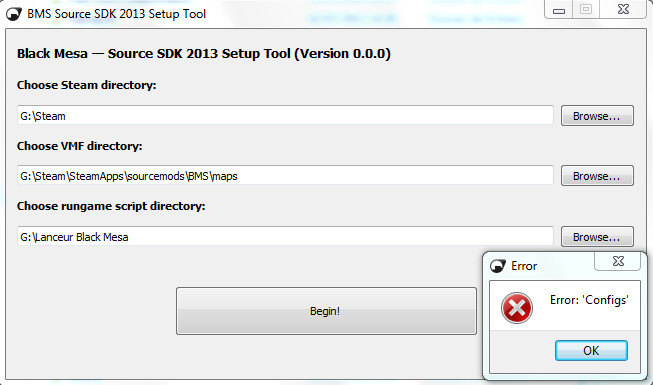 BMS Source SDK 2013 Setup Tool
Black Mesa — Source SDK 2013 Setup Tool (Version 0.0.0)
Choose Steam directory:
G:\Steam
Browse...
Choose VMF directory:
G:\Steam\SteamApps\sourcemods\BMS\maps
Browse...
Choose rungame script directory:
G:\Lanceur Black Mesa
Browse...
Begin!
Error
Error: 'Configs'
OK